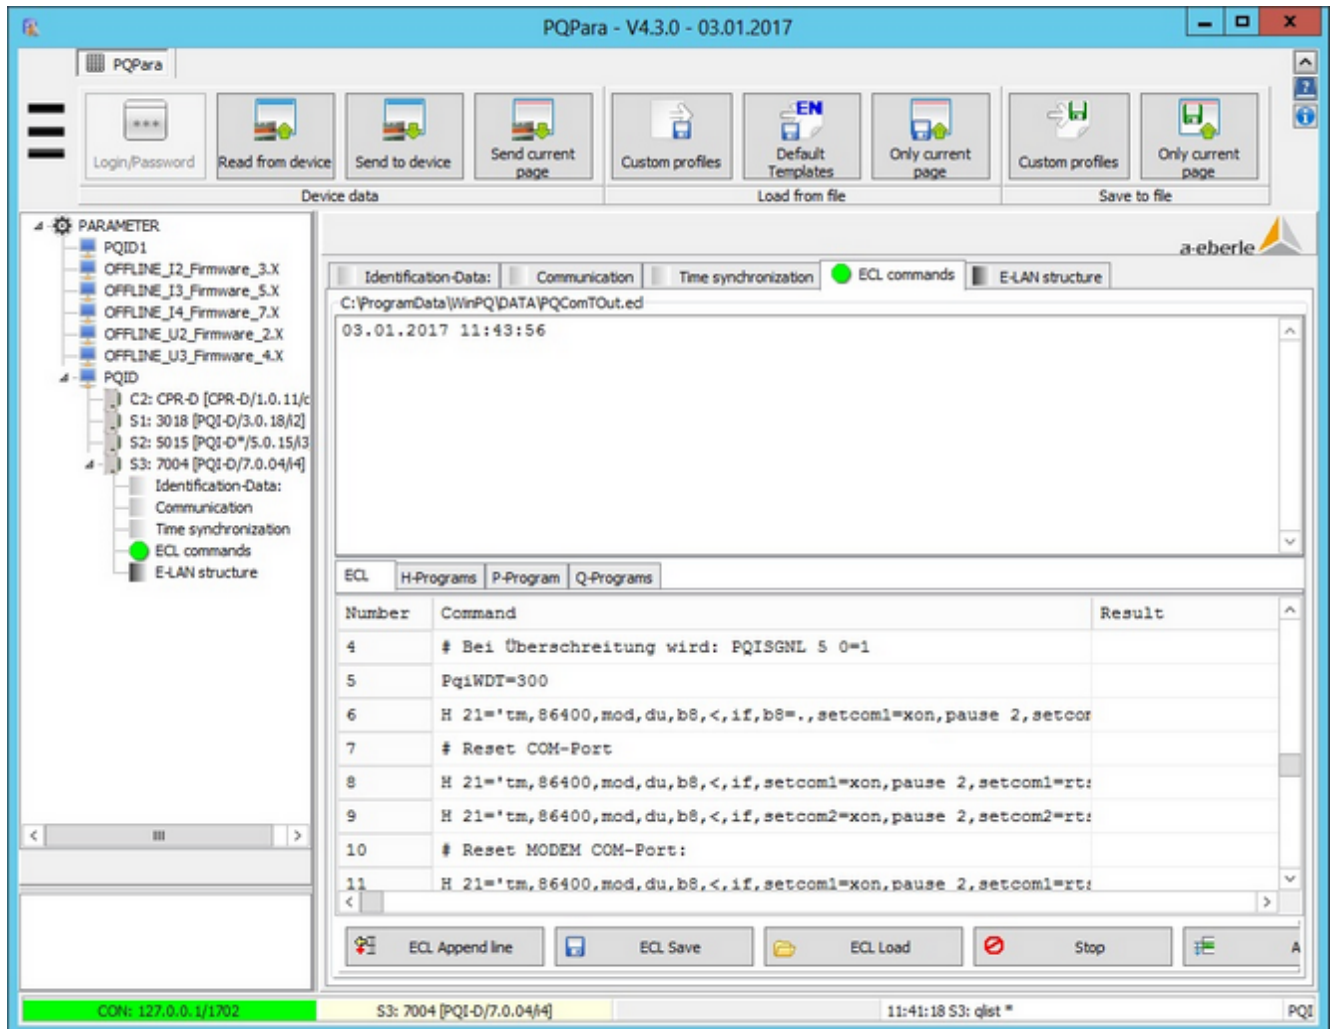 PQPara - V4.3.0 - 03.01.2017
PQPara
Login/Password
Read from device
Send to device
Send current page
Custom profiles
EN
Default Templates
Only current page
Custom profiles
Only current page
Device data
Load from file
Save to file
PARAMETER
PQID1
OFFLINE_I2_Firmware_3.X
OFFLINE_I3_Firmware_5.X
OFFLINE_I4_Firmware_7.X
OFFLINE_U2_Firmware_2.X
OFFLINE_U3_Firmware_4.X
PQID
C2: CPR-D [CPR-D/1.0.11/c
S1: 3018 [PQI-D/3.0.18/i2]
S2: 5015 [PQI-D*/5.0.15/i3
S3: 7004 [PQI-D/7.0.04/i4]
Identification-Data:
Communication
Time synchronization
ECL commands
E-LAN structure
a-eberle
Identification-Data:
Communication
Time synchronization
ECL commands
E-LAN structure
C:\ProgramData\WinPQ\DATA\PQComTOut.ecl
03.01.2017 11:43:56
ECL
H-Programs
P-Program
Q-Programs
Number Command Result
4 # Bei Überschreitung wird: PQISGNL 5 0=1
5 PqiWDT=300
6 H 21='tm,86400,mod,du,b8,<,if,b8=.,setcom1=xon,pause 2,setcom
7 # Reset COM-Port
8 H 21='tm,86400,mod,du,b8,<,if,setcom1=xon,pause 2,setcom1=rts
9 H 21='tm,86400,mod,du,b8,<,if,setcom2=xon,pause 2,setcom2=rts
10 # Reset MODEM COM-Port:
11 H 21='tm,86400,mod,du,b8,<,if,setcom1=xon,pause 2,setcom1=rts
ECL Append line
ECL Save
ECL Load
Stop
A
CON: 127.0.0.1/1702
S3: 7004 [PQI-D/7.0.04/i4]
11:41:18 S3: qlist *
PQI